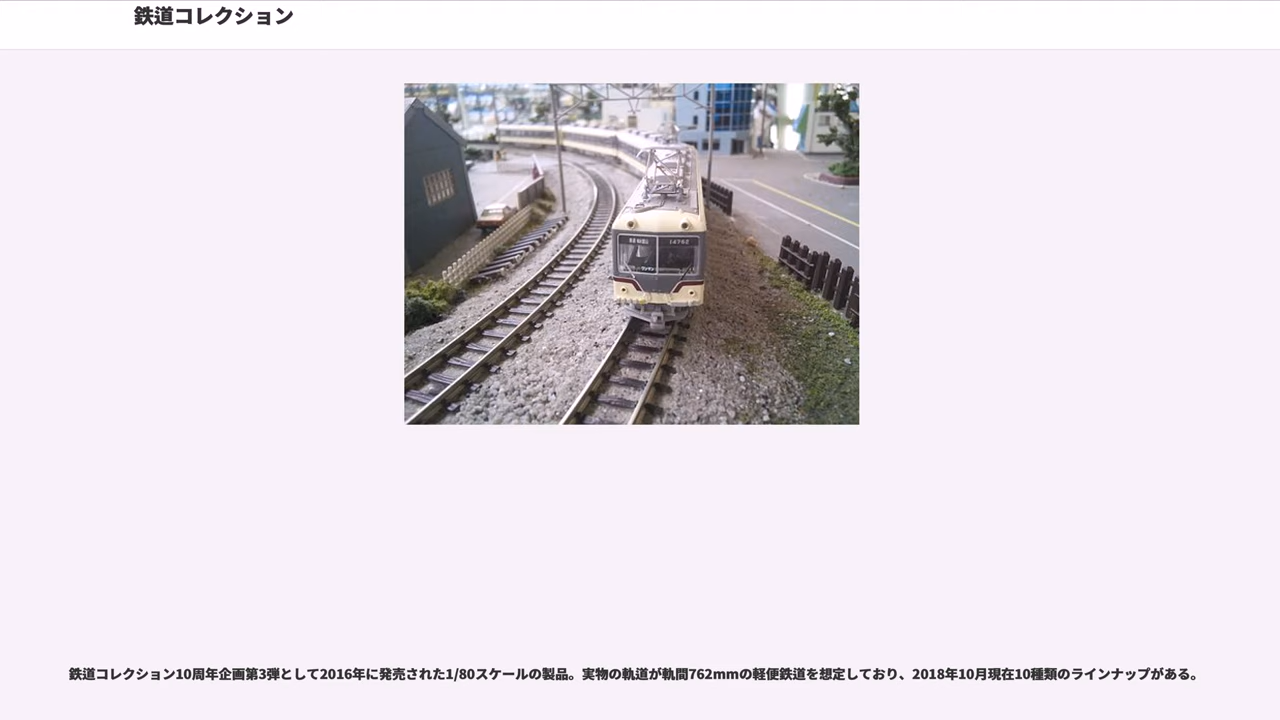 鉄道コレクション
14762
鉄道コレクション10周年企画第3弾として2016年に発売された1/80スケールの製品。実物の軌道が軌間762mmの軽便鉄道を想定しており、2018年10月現在10種類のラインナップがある。